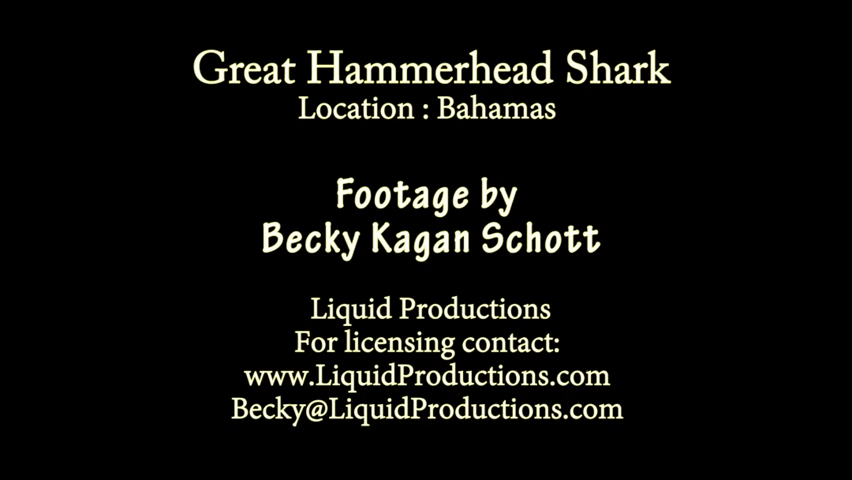 Great Hammerhead Shark
Location : Bahamas
Footage by
Becky Kagan Schott
Liquid Productions
For licensing contact:
www.LiquidProductions.com
Becky@LiquidProductions.com